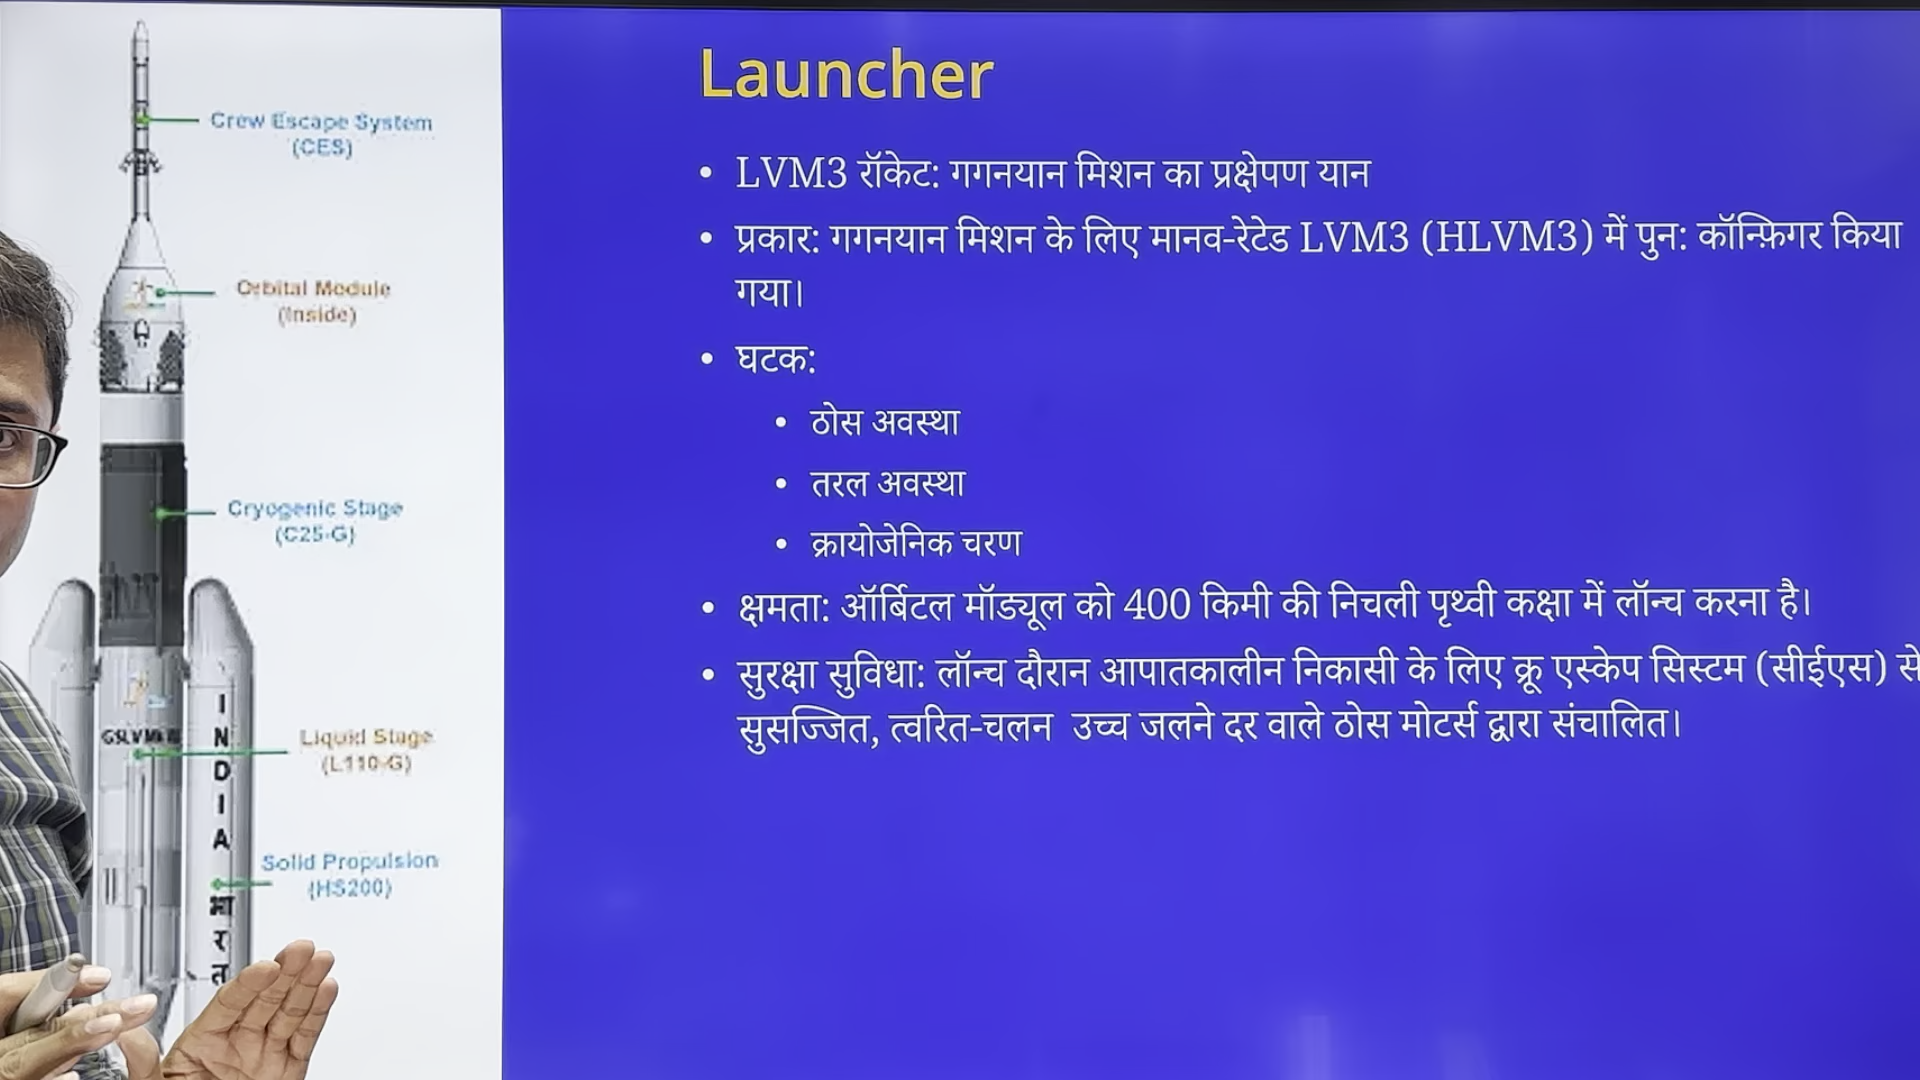 Crew Escape System
(CES)
Orbital Module
(Inside)
Cryogenic Stage
(C25-G)
GSLV
INDIA
Liquid Stage
(L110-G)
Solid Propulsion
(HS200)
भारत
Launcher
• LVM3 रॉकेट: गगनयान मिशन का प्रक्षेपण यान
• प्रकार: गगनयान मिशन के लिए मानव-रेटेड LVM3 (HLVM3) में पुन: कॉन्फ़िगर किया
गया।
• घटक:
• ठोस अवस्था
• तरल अवस्था
• क्रायोजेनिक चरण
• क्षमता: ऑर्बिटल मॉड्यूल को 400 किमी की निचली पृथ्वी कक्षा में लॉन्च करना है।
• सुरक्षा सुविधा: लॉन्च दौरान आपातकालीन निकासी के लिए क्रू एस्केप सिस्टम (सीईएस) से
सुसज्जित, त्वरित-चलन उच्च जलने दर वाले ठोस मोटर्स द्वारा संचालित।